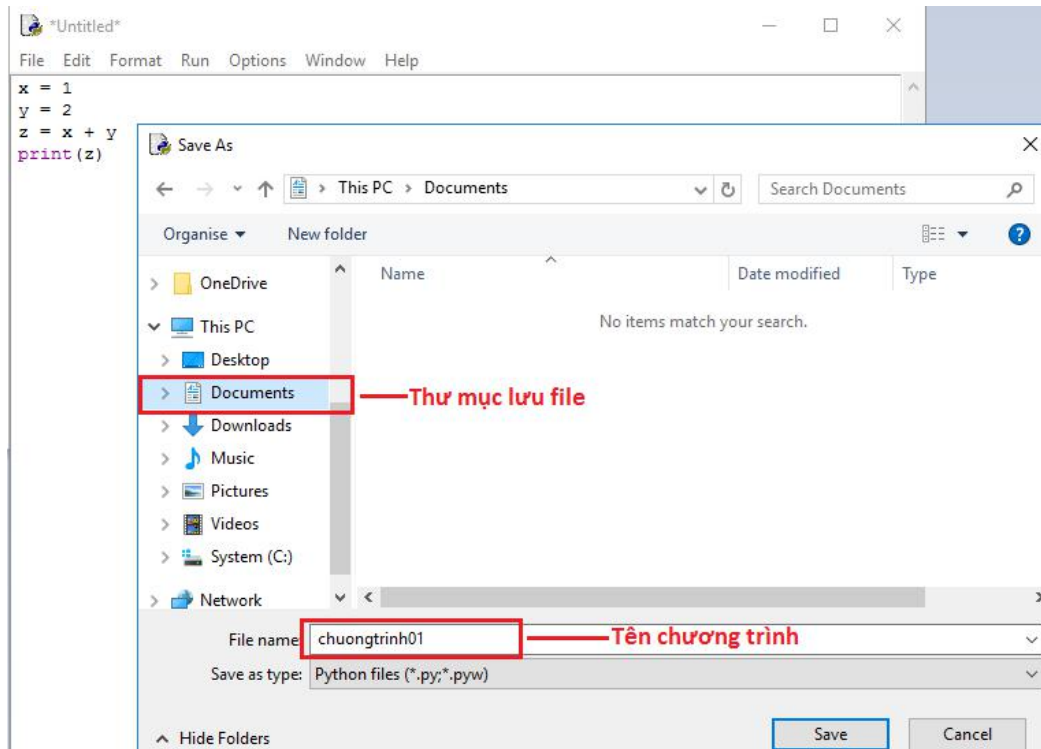 *Untitled*
File Edit Format Run Options Window Help
x = 1
y = 2
z = x + y
print(z)
Save As
This PC > Documents
Search Documents
Organise
New folder
OneDrive
This PC
Desktop
Documents
Downloads
Music
Pictures
Videos
System (C:)
Network
Name
Date modified
Type
No items match your search.
Thư mục lưu file
File name: chuongtrinh01
Tên chương trình
Save as type: Python files (*.py;*.pyw)
Hide Folders
Save
Cancel